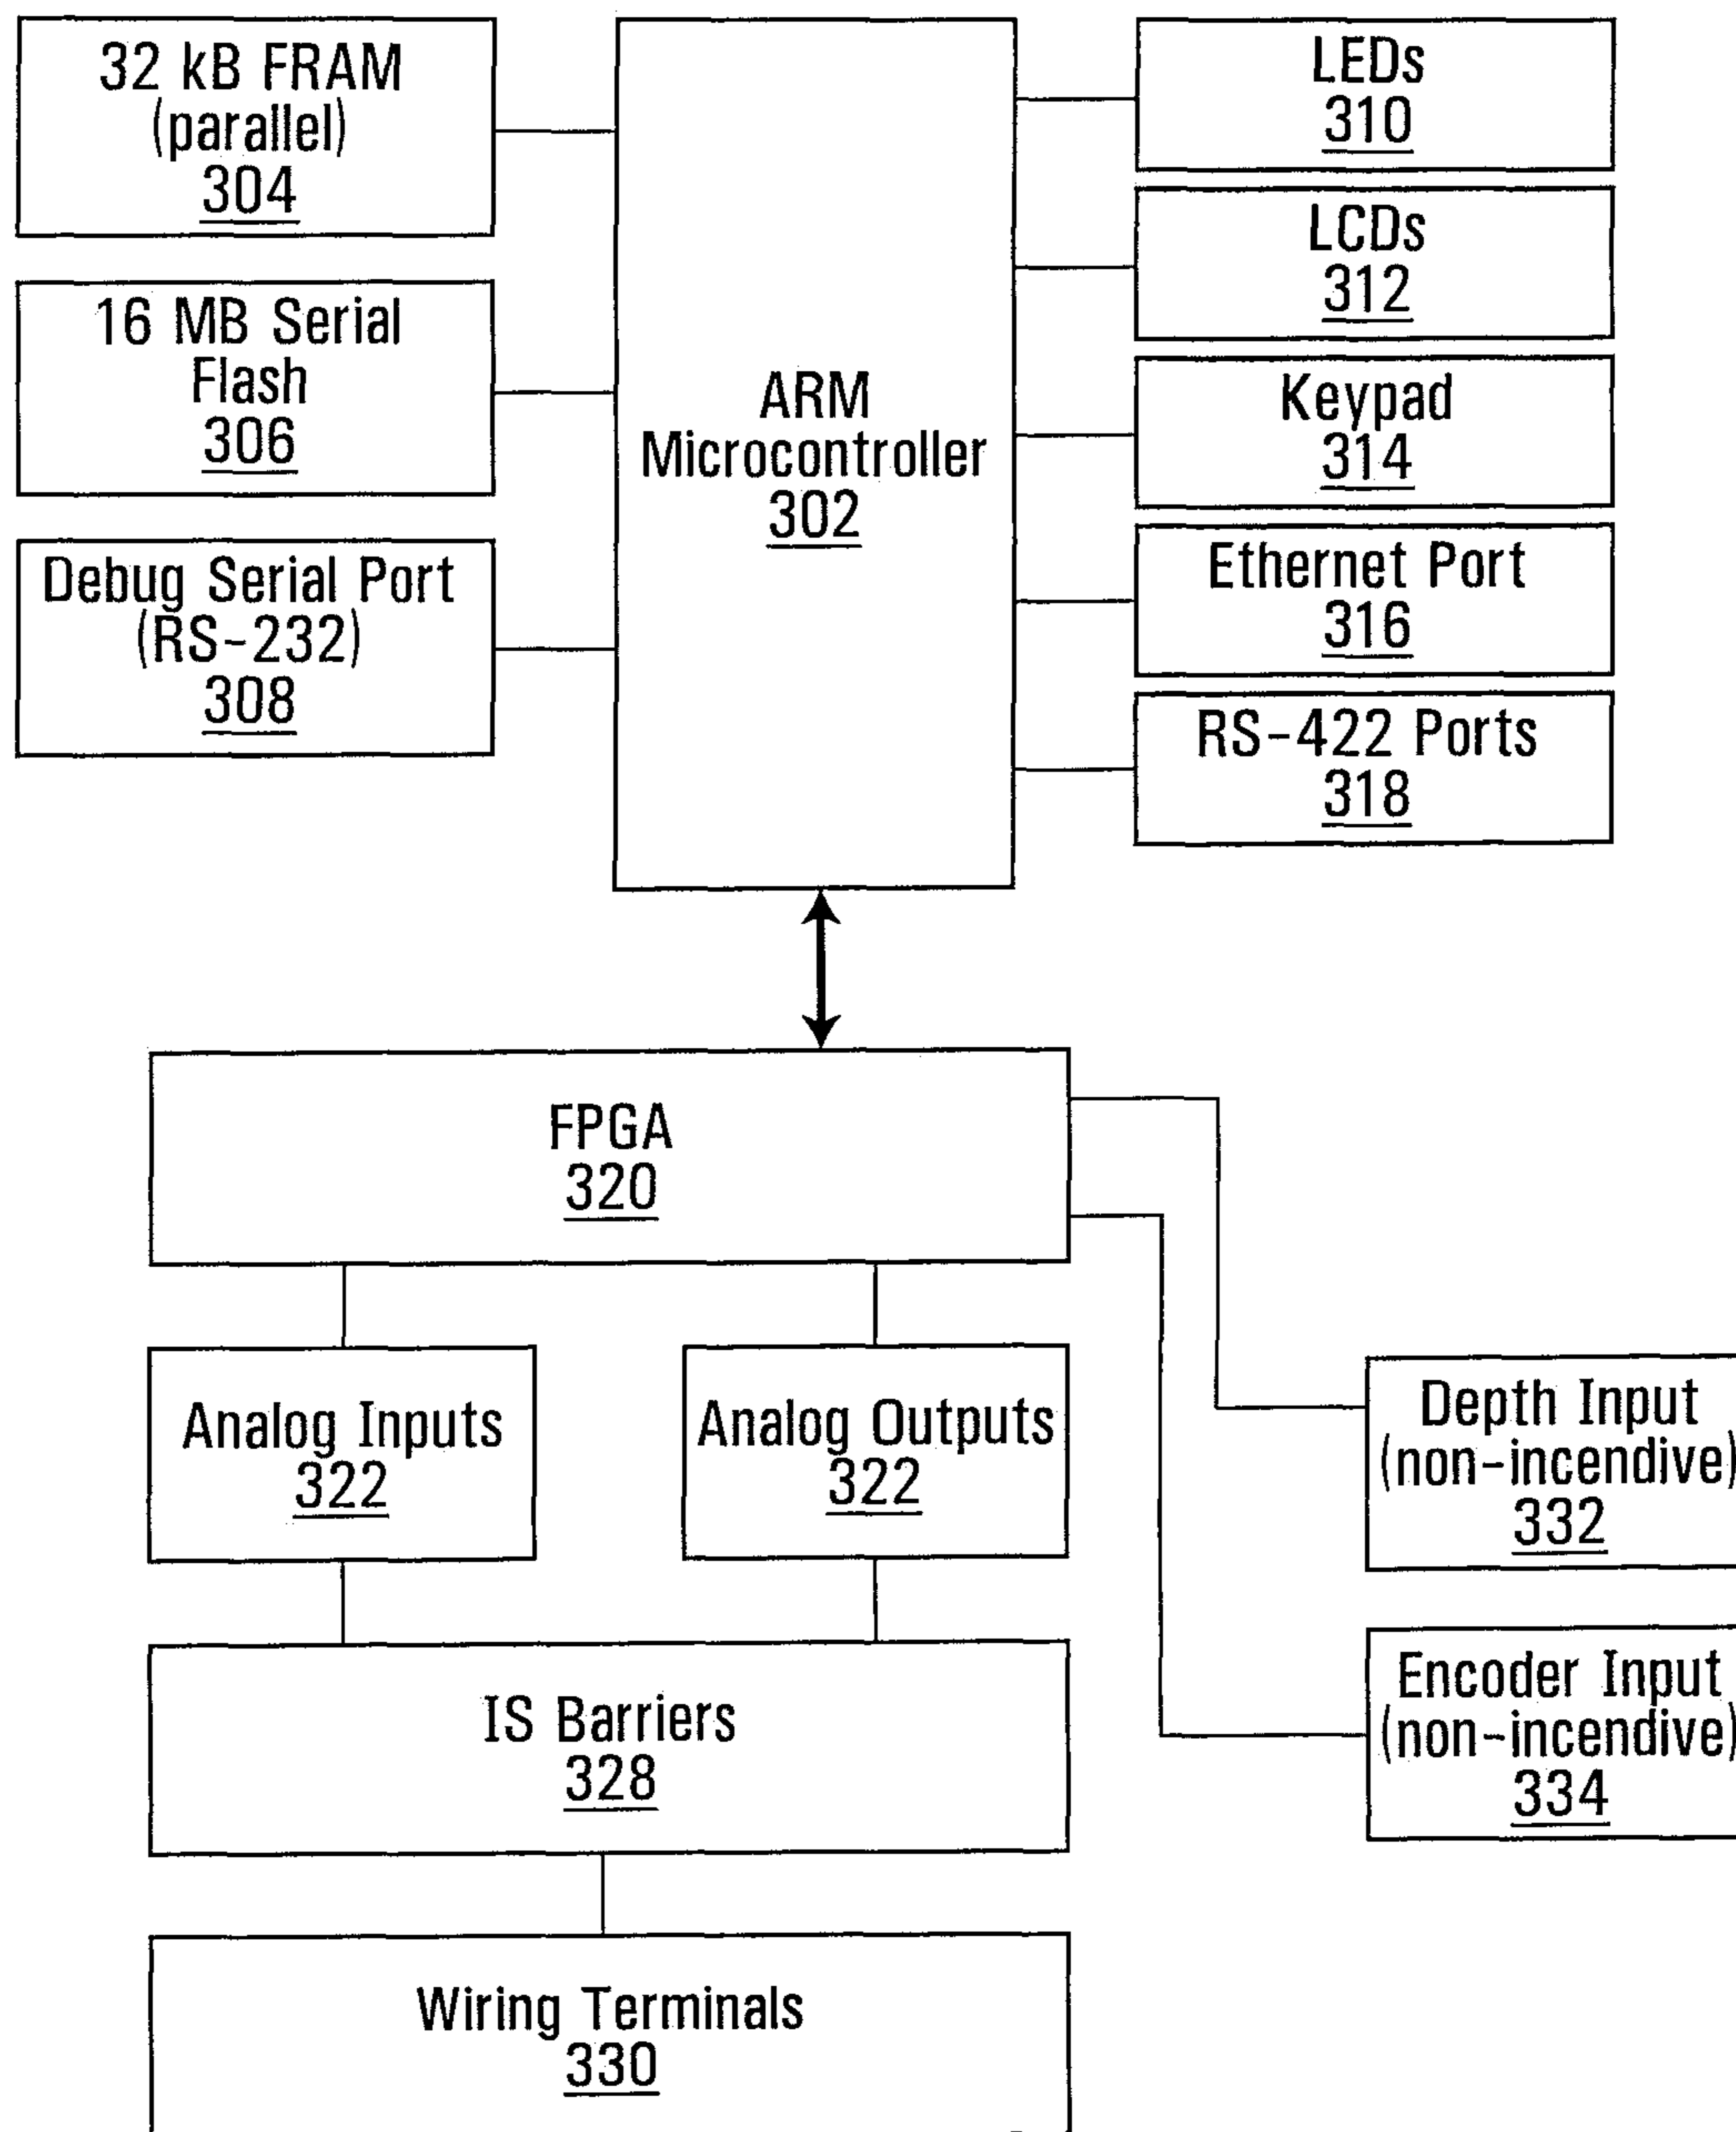 32 kB FRAM
(parallel)
304
16 MB Serial
Flash
306
Debug Serial Port
(RS-232)
308
ARM
Microcontroller
302
LEDs
310
LCDs
312
Keypad
314
Ethernet Port
316
RS-422 Ports
318
FPGA
320
Analog Inputs
322
Analog Outputs
322
Depth Input
(non-incendive)
332
Encoder Input
(non-incendive)
334
IS Barriers
328
Wiring Terminals
330